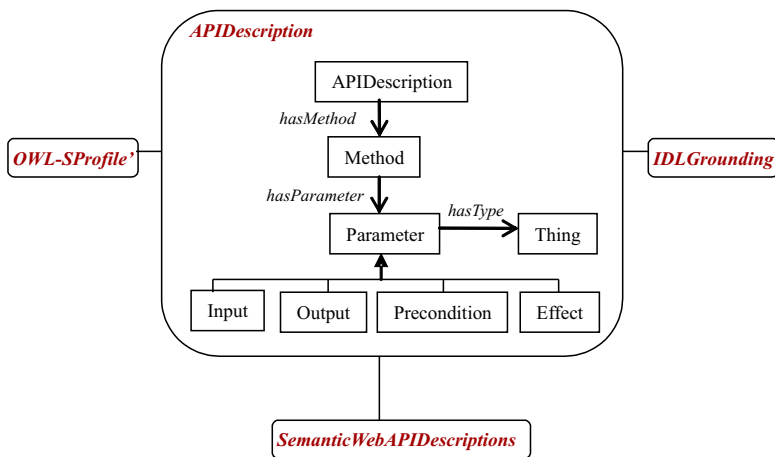 APIDescription
APIDescription
hasMethod
OWL-SProfile’
Method
IDLGrounding
hasParameter
hasType
Parameter
Thing
Input
Output
Precondition
Effect
SemanticWebAPIDescriptions